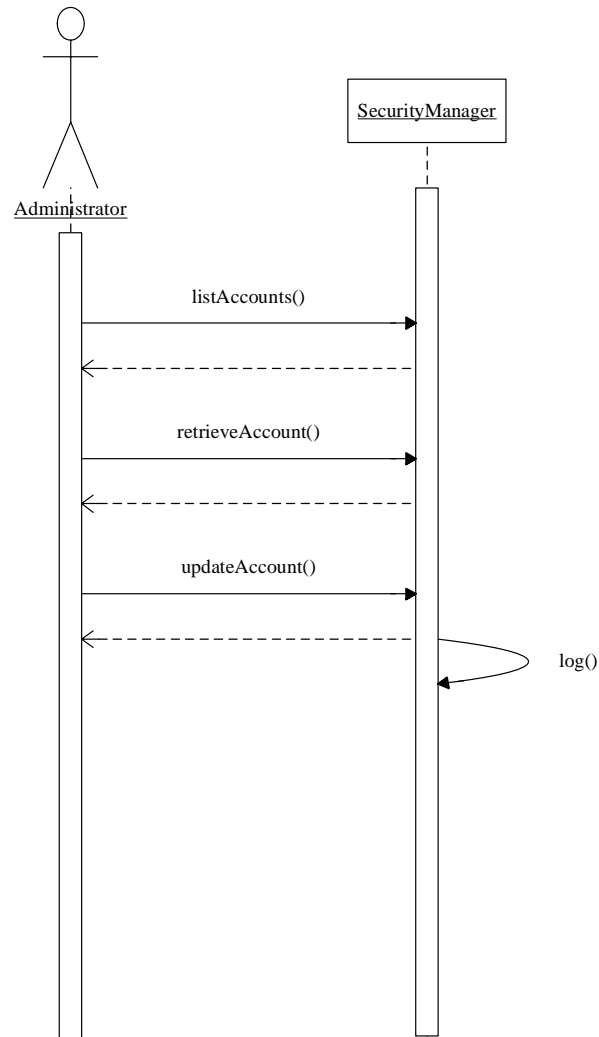 SecurityManager
Administrator
listAccounts()
retrieveAccount()
updateAccount()
log()